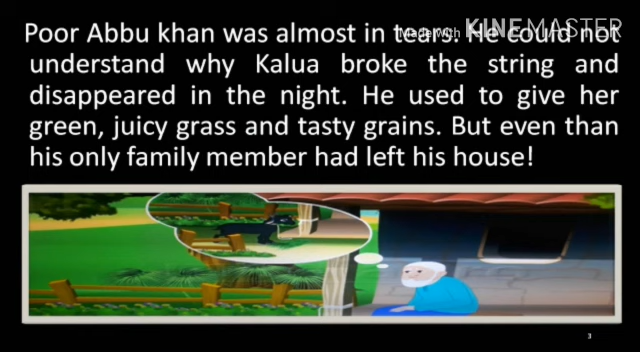 Made with KINEMASTER
Poor Abbu khan was almost in tears. He could not
understand why Kalua broke the string and
disappeared in the night. He used to give her
green, juicy grass and tasty grains. But even than
his only family member had left his house!
3